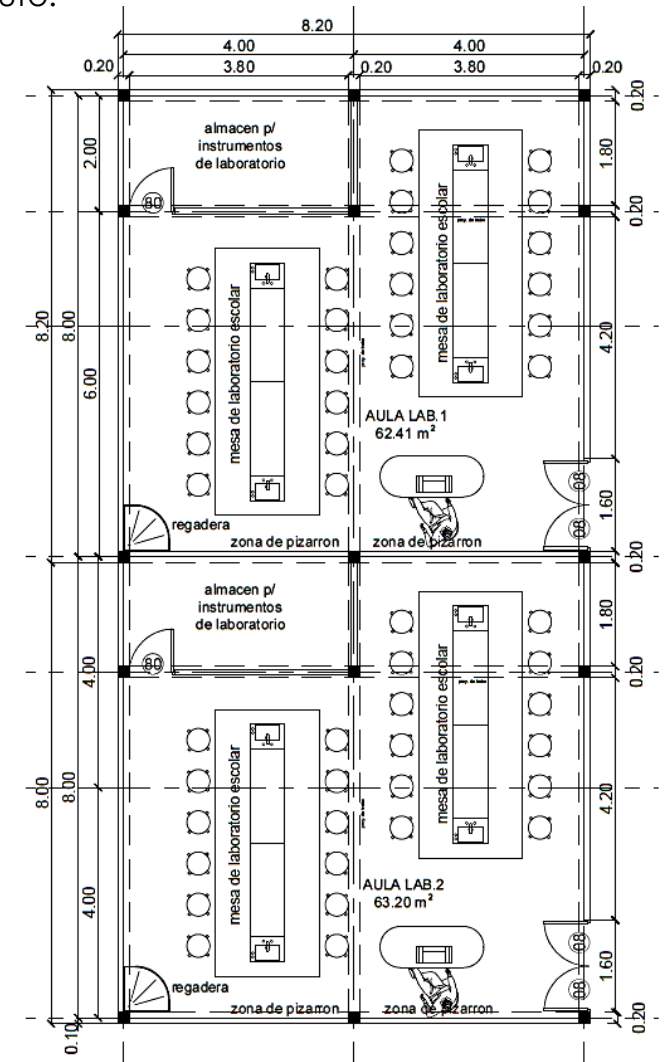 8.20
4.00
4.00
0.20
3.80
0.20
3.80
0.20
0.20
almacen p/
instrumentos
de laboratorio
2.00
1.80
80
0.20
mesa de laboratorio escolar
mesa de laboratorio escolar
8.20
8.00
6.00
4.20
AULA LAB.1
62.41 m²
80
1.60
80
regadera
zona de pizarron
zona de pizarron
0.20
almacen p/
instrumentos
de laboratorio
1.80
80
4.00
0.20
mesa de laboratorio escolar
mesa de laboratorio escolar
8.00
8.00
4.20
4.00
AULA LAB.2
63.20 m²
80
1.60
80
regadera
zona de pizarron
zona de pizarron
0.20
0.10